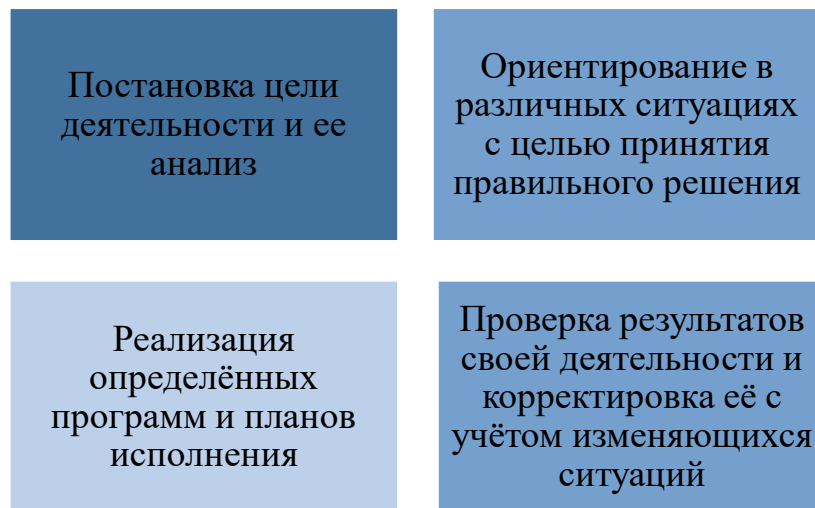 Постановка цели
деятельности и ее
анализ
Ориентирование в
различных ситуациях
с целью принятия
правильного решения
Реализация
определённых
программ и планов
исполнения
Проверка результатов
своей деятельности и
корректировка её с
учётом изменяющихся
ситуаций